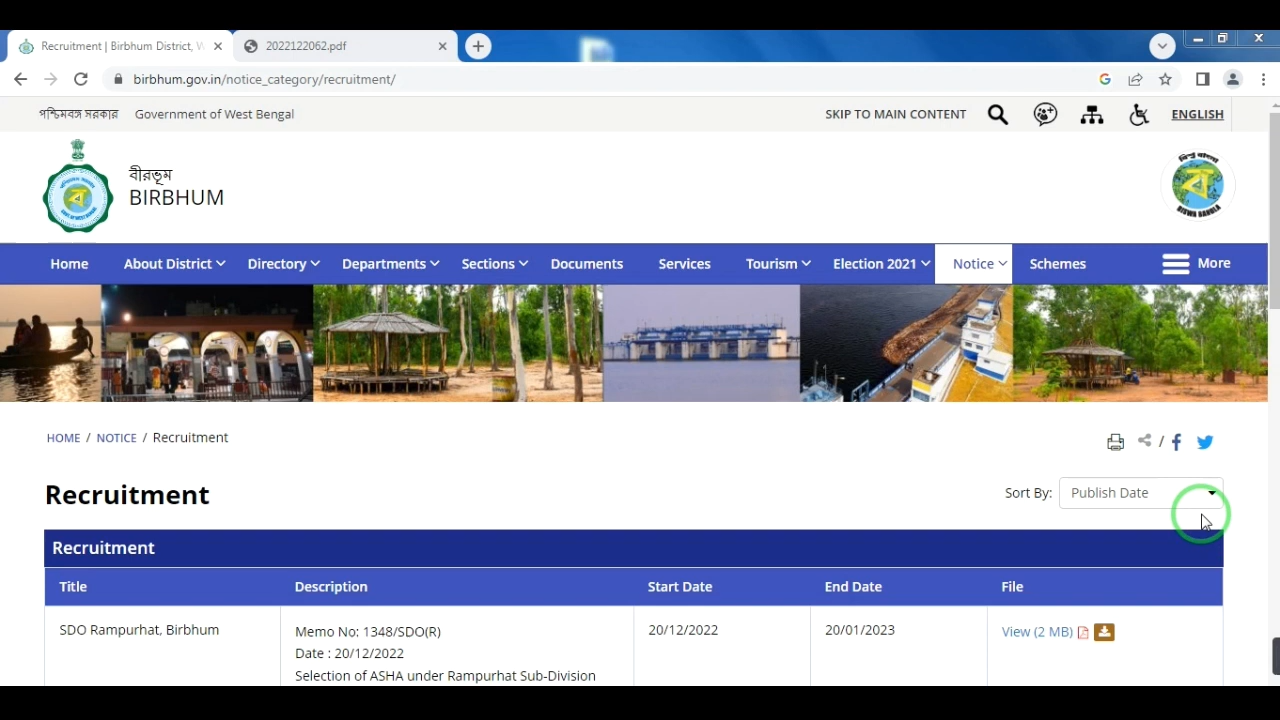 Recruitment | Birbhum District, W
2022122062.pdf
birbhum.gov.in/notice_category/recruitment/
পশ্চিমবঙ্গ সরকার Government of West Bengal
SKIP TO MAIN CONTENT ENGLISH
বীরভূম
BIRBHUM
বিশ্ব বাংলা
BISWA BANGLA
Home About District Directory Departments Sections Documents Services Tourism Election 2021 Notice Schemes More
HOME / NOTICE / Recruitment
Recruitment
Sort By: Publish Date
Recruitment
Title Description Start Date End Date File
SDO Rampurhat, Birbhum Memo No: 1348/SDO(R) 20/12/2022 20/01/2023 View (2 MB)
Date : 20/12/2022
Selection of ASHA under Rampurhat Sub-Division